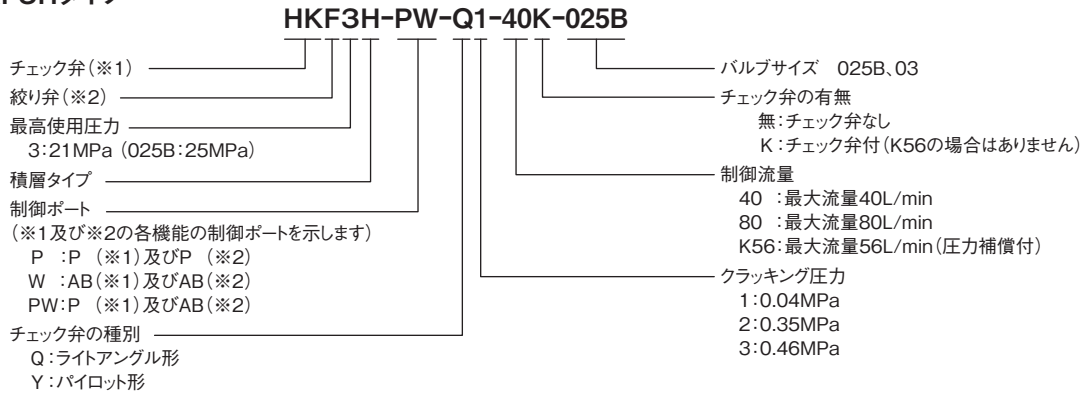 HKF3H-PW-Q1-40K-025B
チェック弁(※1)
絞り弁(※2)
最高使用圧力
3:21MPa (025B:25MPa)
積層タイプ
制御ポート
(※1及び※2の各機能の制御ポートを示します)
P :P (※1)及びP (※2)
W :AB(※1)及びAB(※2)
PW:P (※1)及びAB(※2)
チェック弁の種別
Q:ライトアングル形
Y:パイロット形
バルブサイズ 025B、03
チェック弁の有無
無:チェック弁なし
K:チェック弁付(K56の場合はありません)
制御流量
40 :最大流量40L/min
80 :最大流量80L/min
K56:最大流量56L/min(圧力補償付)
クラッキング圧力
1:0.04MPa
2:0.35MPa
3:0.46MPa